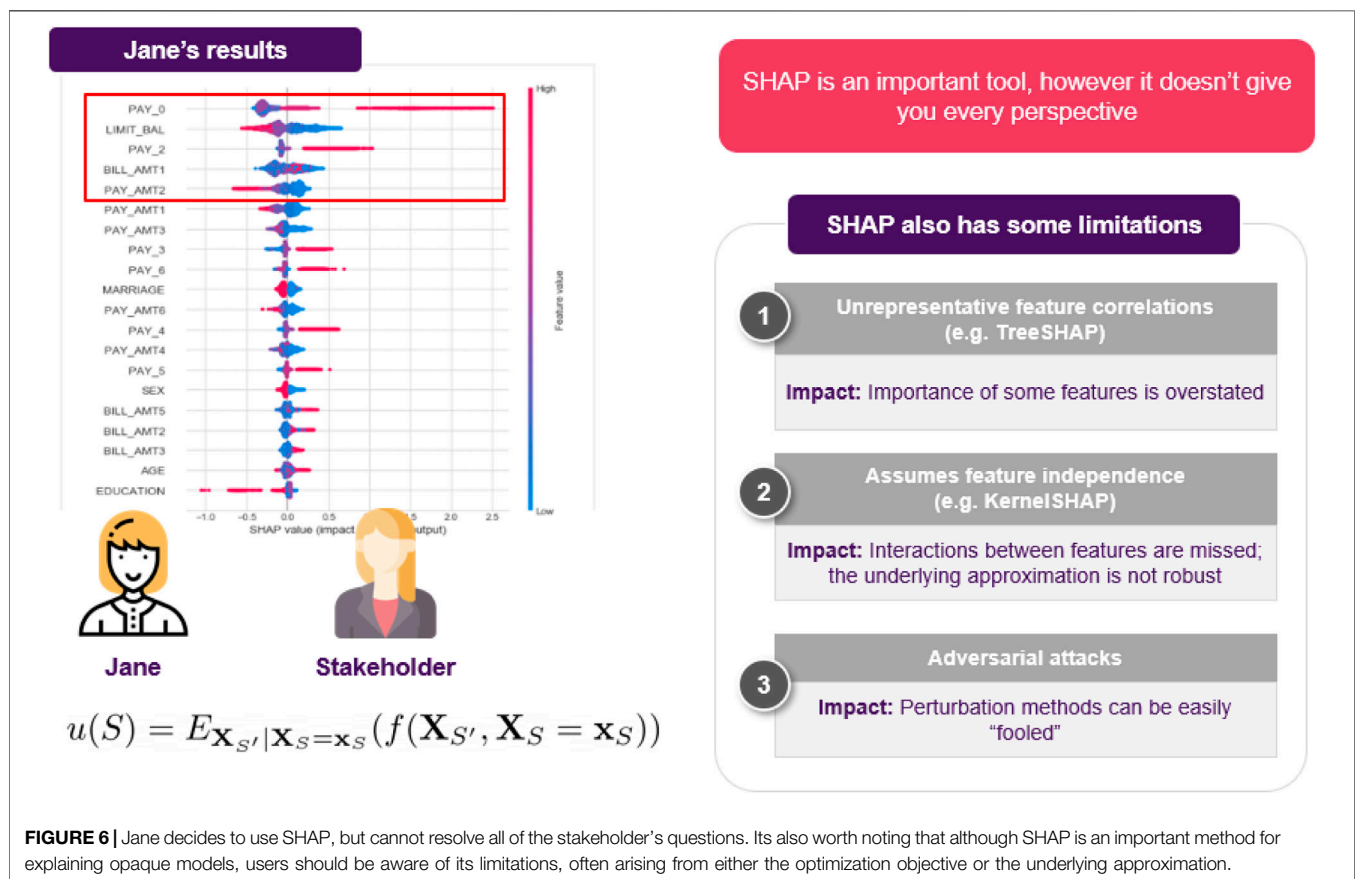 Jane's results
High
PAY_0
LIMIT_BAL
PAY_2
BILL_AMT1
PAY_AMT2
PAY_AMT1
PAY_AMT3
PAY_3
PAY_6
MARRIAGE
PAY_AMT6
PAY_4
PAY_AMT4
PAY_5
SEX
BILL_AMT5
BILL_AMT2
BILL_AMT3
AGE
EDUCATION
Feature value
Low
−1.0 −0.5 0.0 0.5 1.5 2.0 2.5
SHAP value (impact output)
Jane
Stakeholder
u(S) = E_{X_{S′}|X_S=x_S}(f(X_{S′}, X_S = x_S))
SHAP is an important tool, however it doesn't give
you every perspective
SHAP also has some limitations
1
Unrepresentative feature correlations
(e.g. TreeSHAP)
Impact: Importance of some features is overstated
2
Assumes feature independence
(e.g. KernelSHAP)
Impact: Interactions between features are missed;
the underlying approximation is not robust
3
Adversarial attacks
Impact: Perturbation methods can be easily
“fooled”
FIGURE 6 | Jane decides to use SHAP, but cannot resolve all of the stakeholder's questions. Its also worth noting that although SHAP is an important method for
explaining opaque models, users should be aware of its limitations, often arising from either the optimization objective or the underlying approximation.